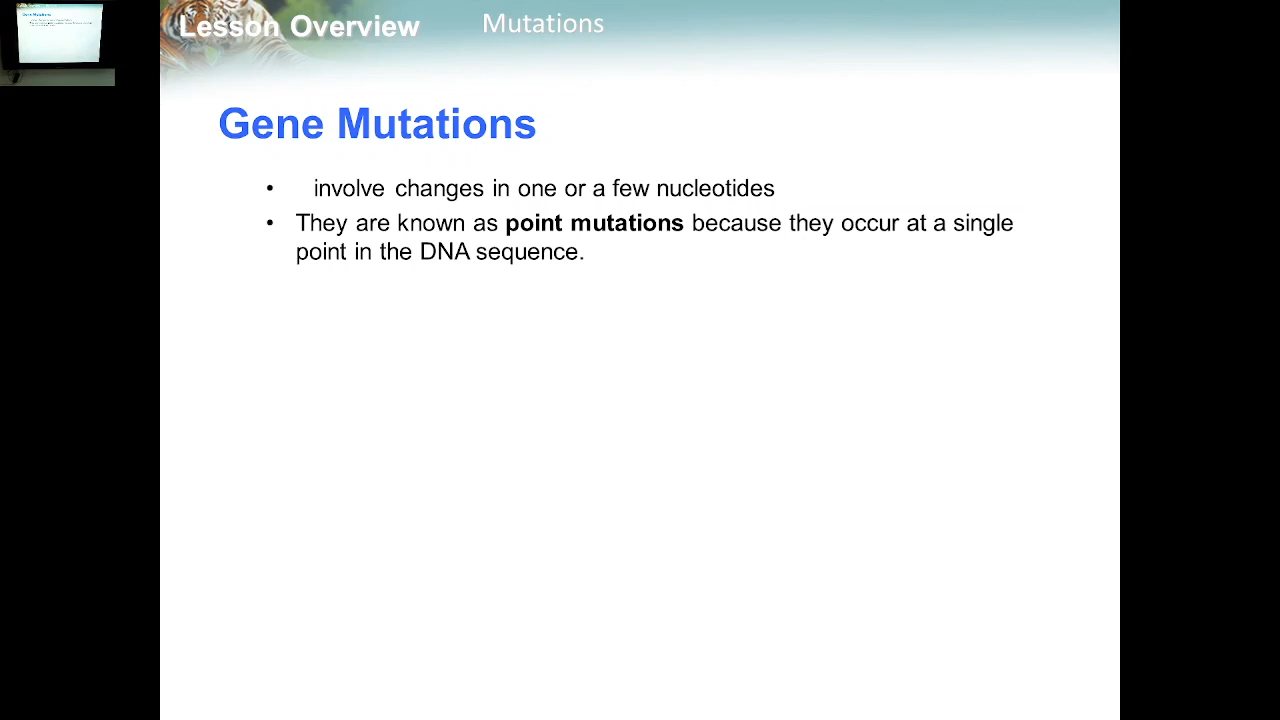 Lesson Overview Mutations
Gene Mutations
• involve changes in one or a few nucleotides
• They are known as point mutations because they occur at a single
point in the DNA sequence.